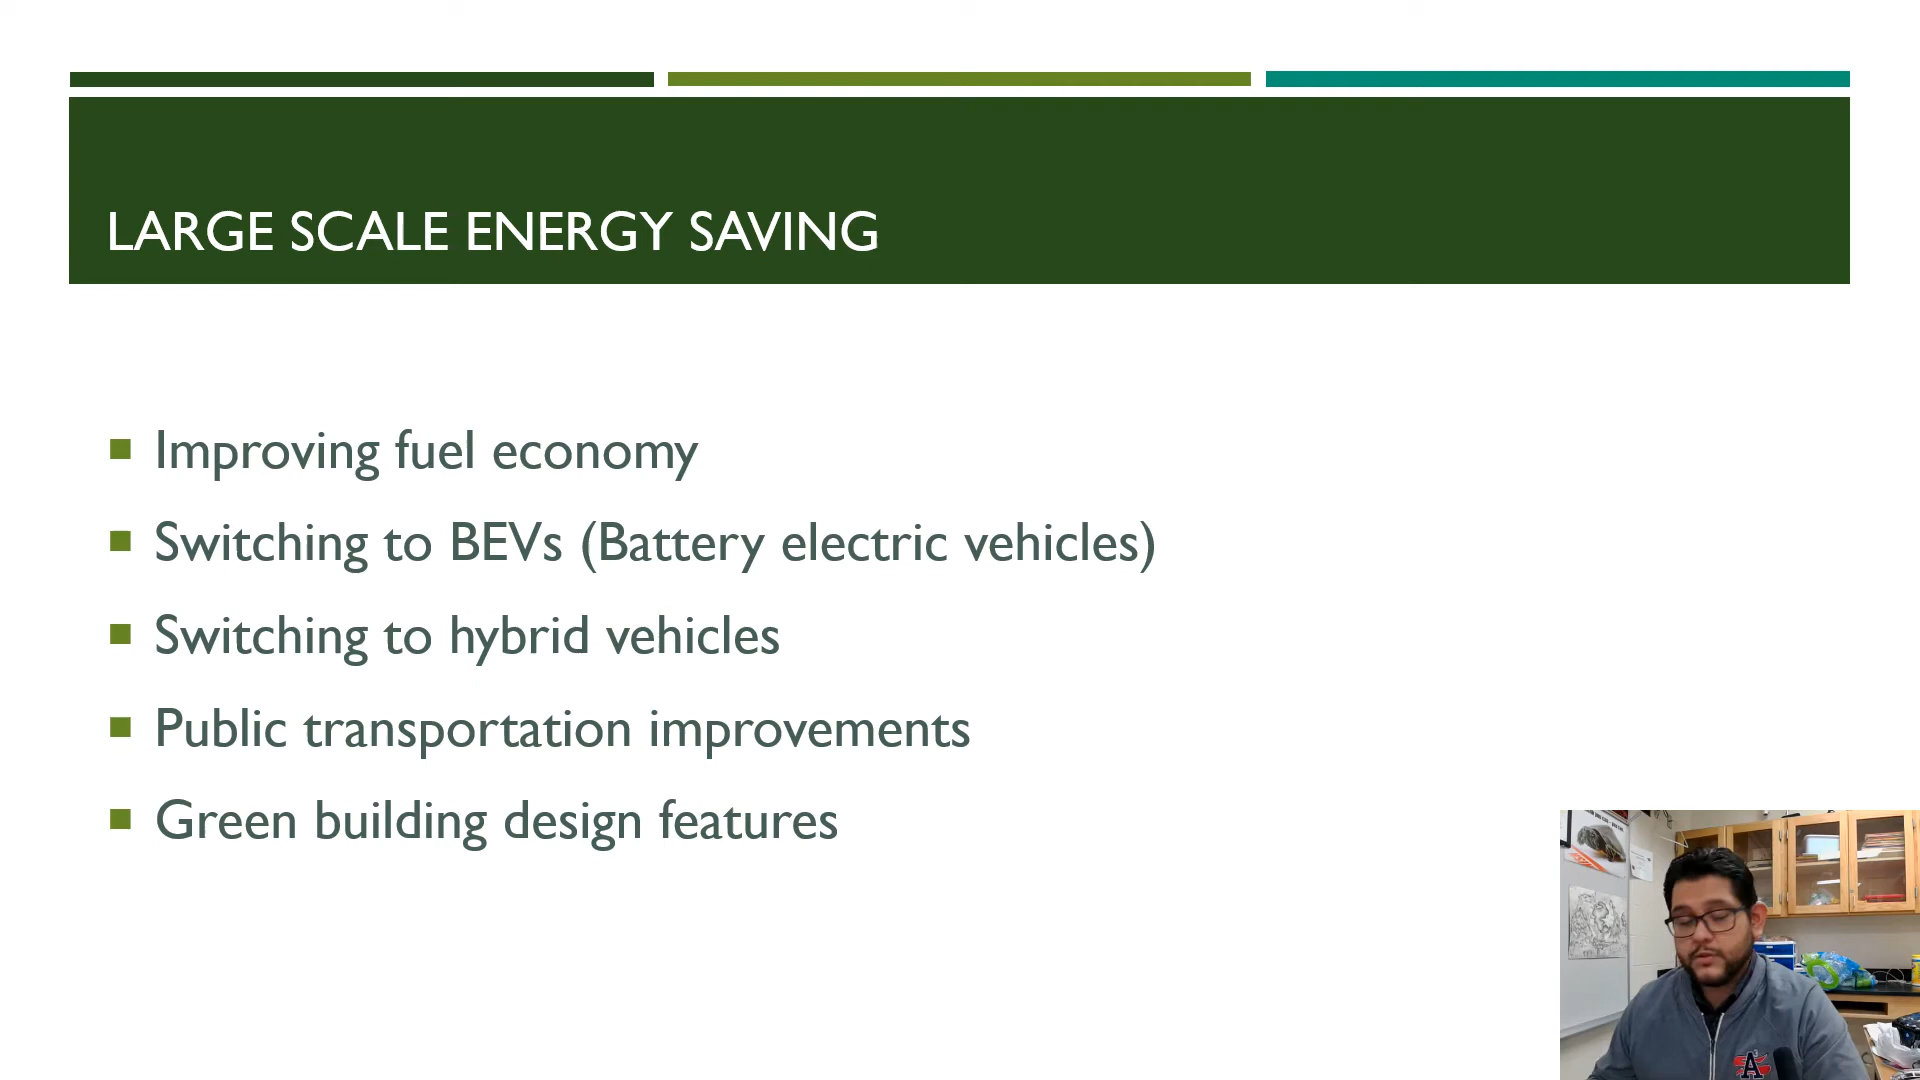 LARGE SCALE ENERGY SAVING
Improving fuel economy
Switching to BEVs (Battery electric vehicles)
Switching to hybrid vehicles
Public transportation improvements
Green building design features
A